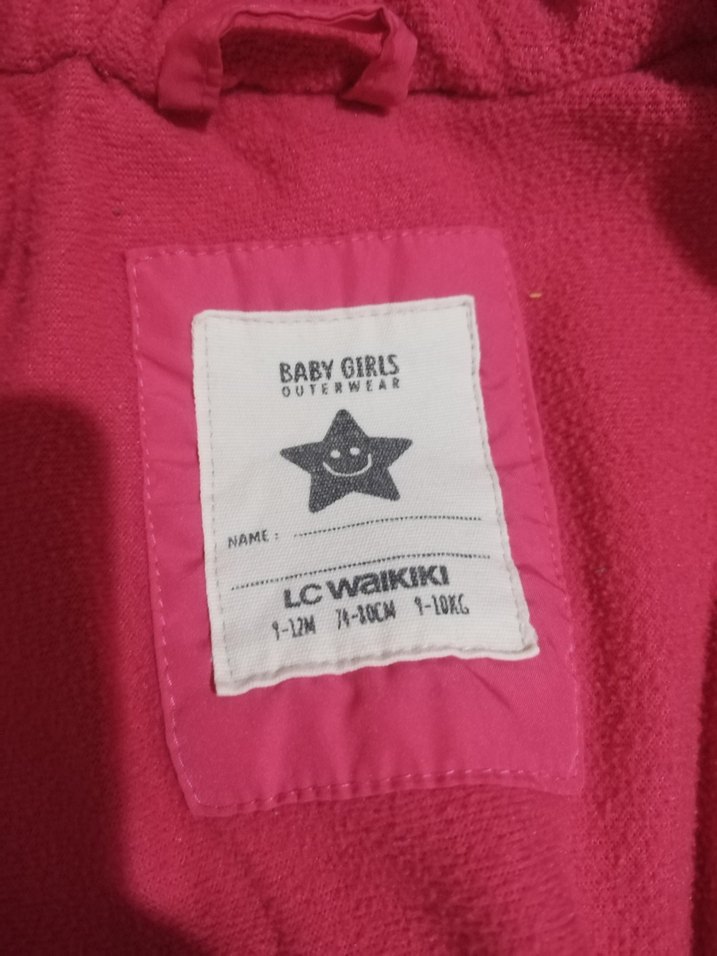 BABY GIRLS
OUTERWEAR
NAME :
LC WAIKIKI
9-12M 74-80CM 9-10KG